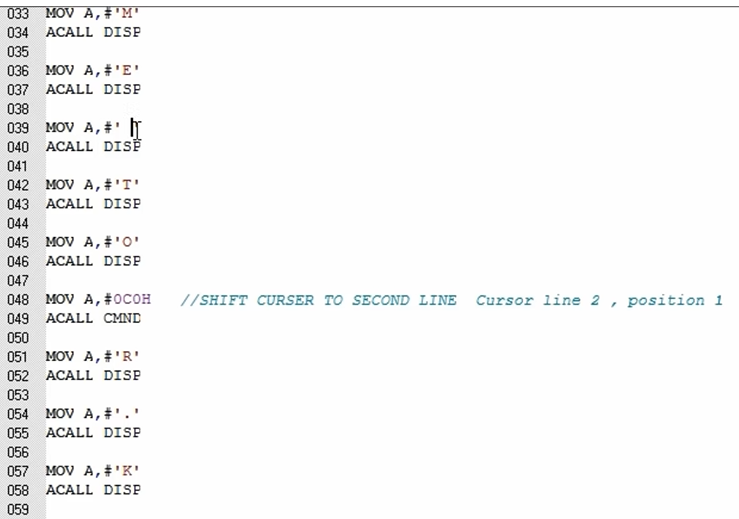 033 MOV A,#'M'
034 ACALL DISP
035
036 MOV A,#'E'
037 ACALL DISP
038
039 MOV A,#' '
040 ACALL DISP
041
042 MOV A,#'T'
043 ACALL DISP
044
045 MOV A,#'O'
046 ACALL DISP
047
048 MOV A,#0C0H //SHIFT CURSER TO SECOND LINE Cursor line 2 , position 1
049 ACALL CMND
050
051 MOV A,#'R'
052 ACALL DISP
053
054 MOV A,#'.'
055 ACALL DISP
056
057 MOV A,#'K'
058 ACALL DISP
059